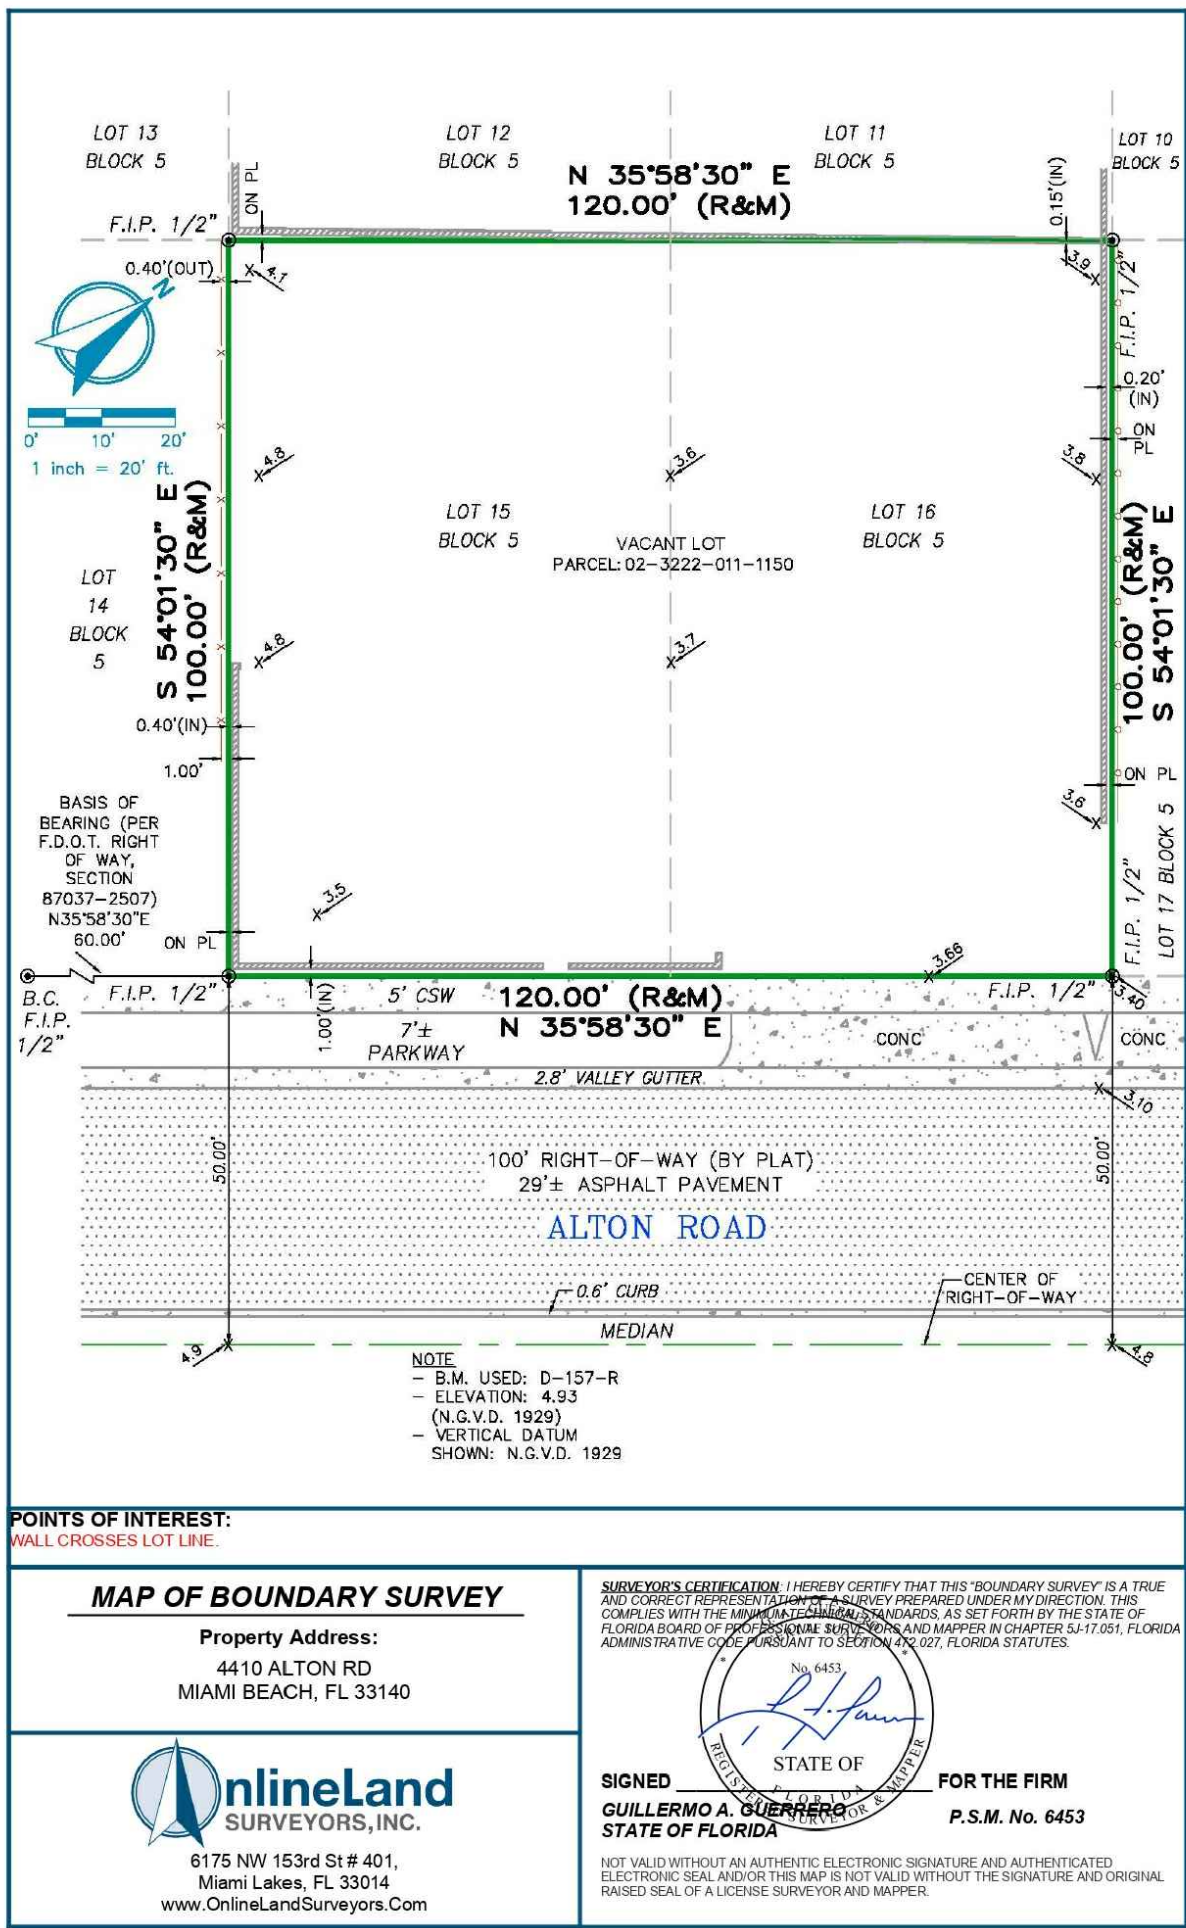 LOT 13
BLOCK 5
LOT 12
BLOCK 5
LOT 11
BLOCK 5
LOT 10
BLOCK 5
N 35°58'30" E
120.00' (R&M)
ON PL
0.15'(IN)
F.I.P. 1/2"
0.40'(OUT)
4.1
3.9
F.I.P. 1/2"
N
0' 10' 20'
1 inch = 20' ft.
0.20'
(IN)
ON
PL
4.8
3.6
3.8
S 54°01'30" E
100.00' (R&M)
LOT 15
BLOCK 5
LOT 16
BLOCK 5
VACANT LOT
PARCEL: 02-3222-011-1150
100.00' (R&M)
S 54°01'30" E
LOT
14
BLOCK
5
4.8
3.7
0.40'(IN)
1.00'
ON PL
3.6
BASIS OF
BEARING (PER
F.D.O.T. RIGHT
OF WAY,
SECTION
87037-2507)
N35°58'30"E
60.00'
ON PL
3.5
F.I.P. 1/2"
LOT 17 BLOCK 5
3.66
B.C.
F.I.P.
1/2"
F.I.P. 1/2"
1.00'(IN)
5' CSW
120.00' (R&M)
N 35°58'30" E
F.I.P. 1/2"
3.40
7'±
PARKWAY
CONC
CONC
2.8' VALLEY GUTTER
3.10
50.00'
50.00'
100' RIGHT-OF-WAY (BY PLAT)
29'± ASPHALT PAVEMENT
ALTON ROAD
0.6' CURB
CENTER OF
RIGHT-OF-WAY
MEDIAN
4.9
4.8
NOTE
- B.M. USED: D-157-R
- ELEVATION: 4.93
(N.G.V.D. 1929)
- VERTICAL DATUM
SHOWN: N.G.V.D. 1929
POINTS OF INTEREST:
WALL CROSSES LOT LINE.
MAP OF BOUNDARY SURVEY
Property Address:
4410 ALTON RD
MIAMI BEACH, FL 33140
nlineLand
SURVEYORS, INC.
6175 NW 153rd St # 401,
Miami Lakes, FL 33014
www.OnlineLandSurveyors.Com
SURVEYOR'S CERTIFICATION: I HEREBY CERTIFY THAT THIS "BOUNDARY SURVEY" IS A TRUE
AND CORRECT REPRESENTATION OF A SURVEY PREPARED UNDER MY DIRECTION. THIS
COMPLIES WITH THE MINIMUM TECHNICAL STANDARDS, AS SET FORTH BY THE STATE OF
FLORIDA BOARD OF PROFESSIONAL SURVEYORS AND MAPPER IN CHAPTER 5J-17.051, FLORIDA
ADMINISTRATIVE CODE PURSUANT TO SECTION 472.027, FLORIDA STATUTES.
No. 6453
STATE OF
FLORIDA
REGISTERED SURVEYOR & MAPPER
SIGNED FOR THE FIRM
GUILLERMO A. GUERRERO
STATE OF FLORIDA
P.S.M. No. 6453
NOT VALID WITHOUT AN AUTHENTIC ELECTRONIC SIGNATURE AND AUTHENTICATED
ELECTRONIC SEAL AND/OR THIS MAP IS NOT VALID WITHOUT THE SIGNATURE AND ORIGINAL
RAISED SEAL OF A LICENSE SURVEYOR AND MAPPER.